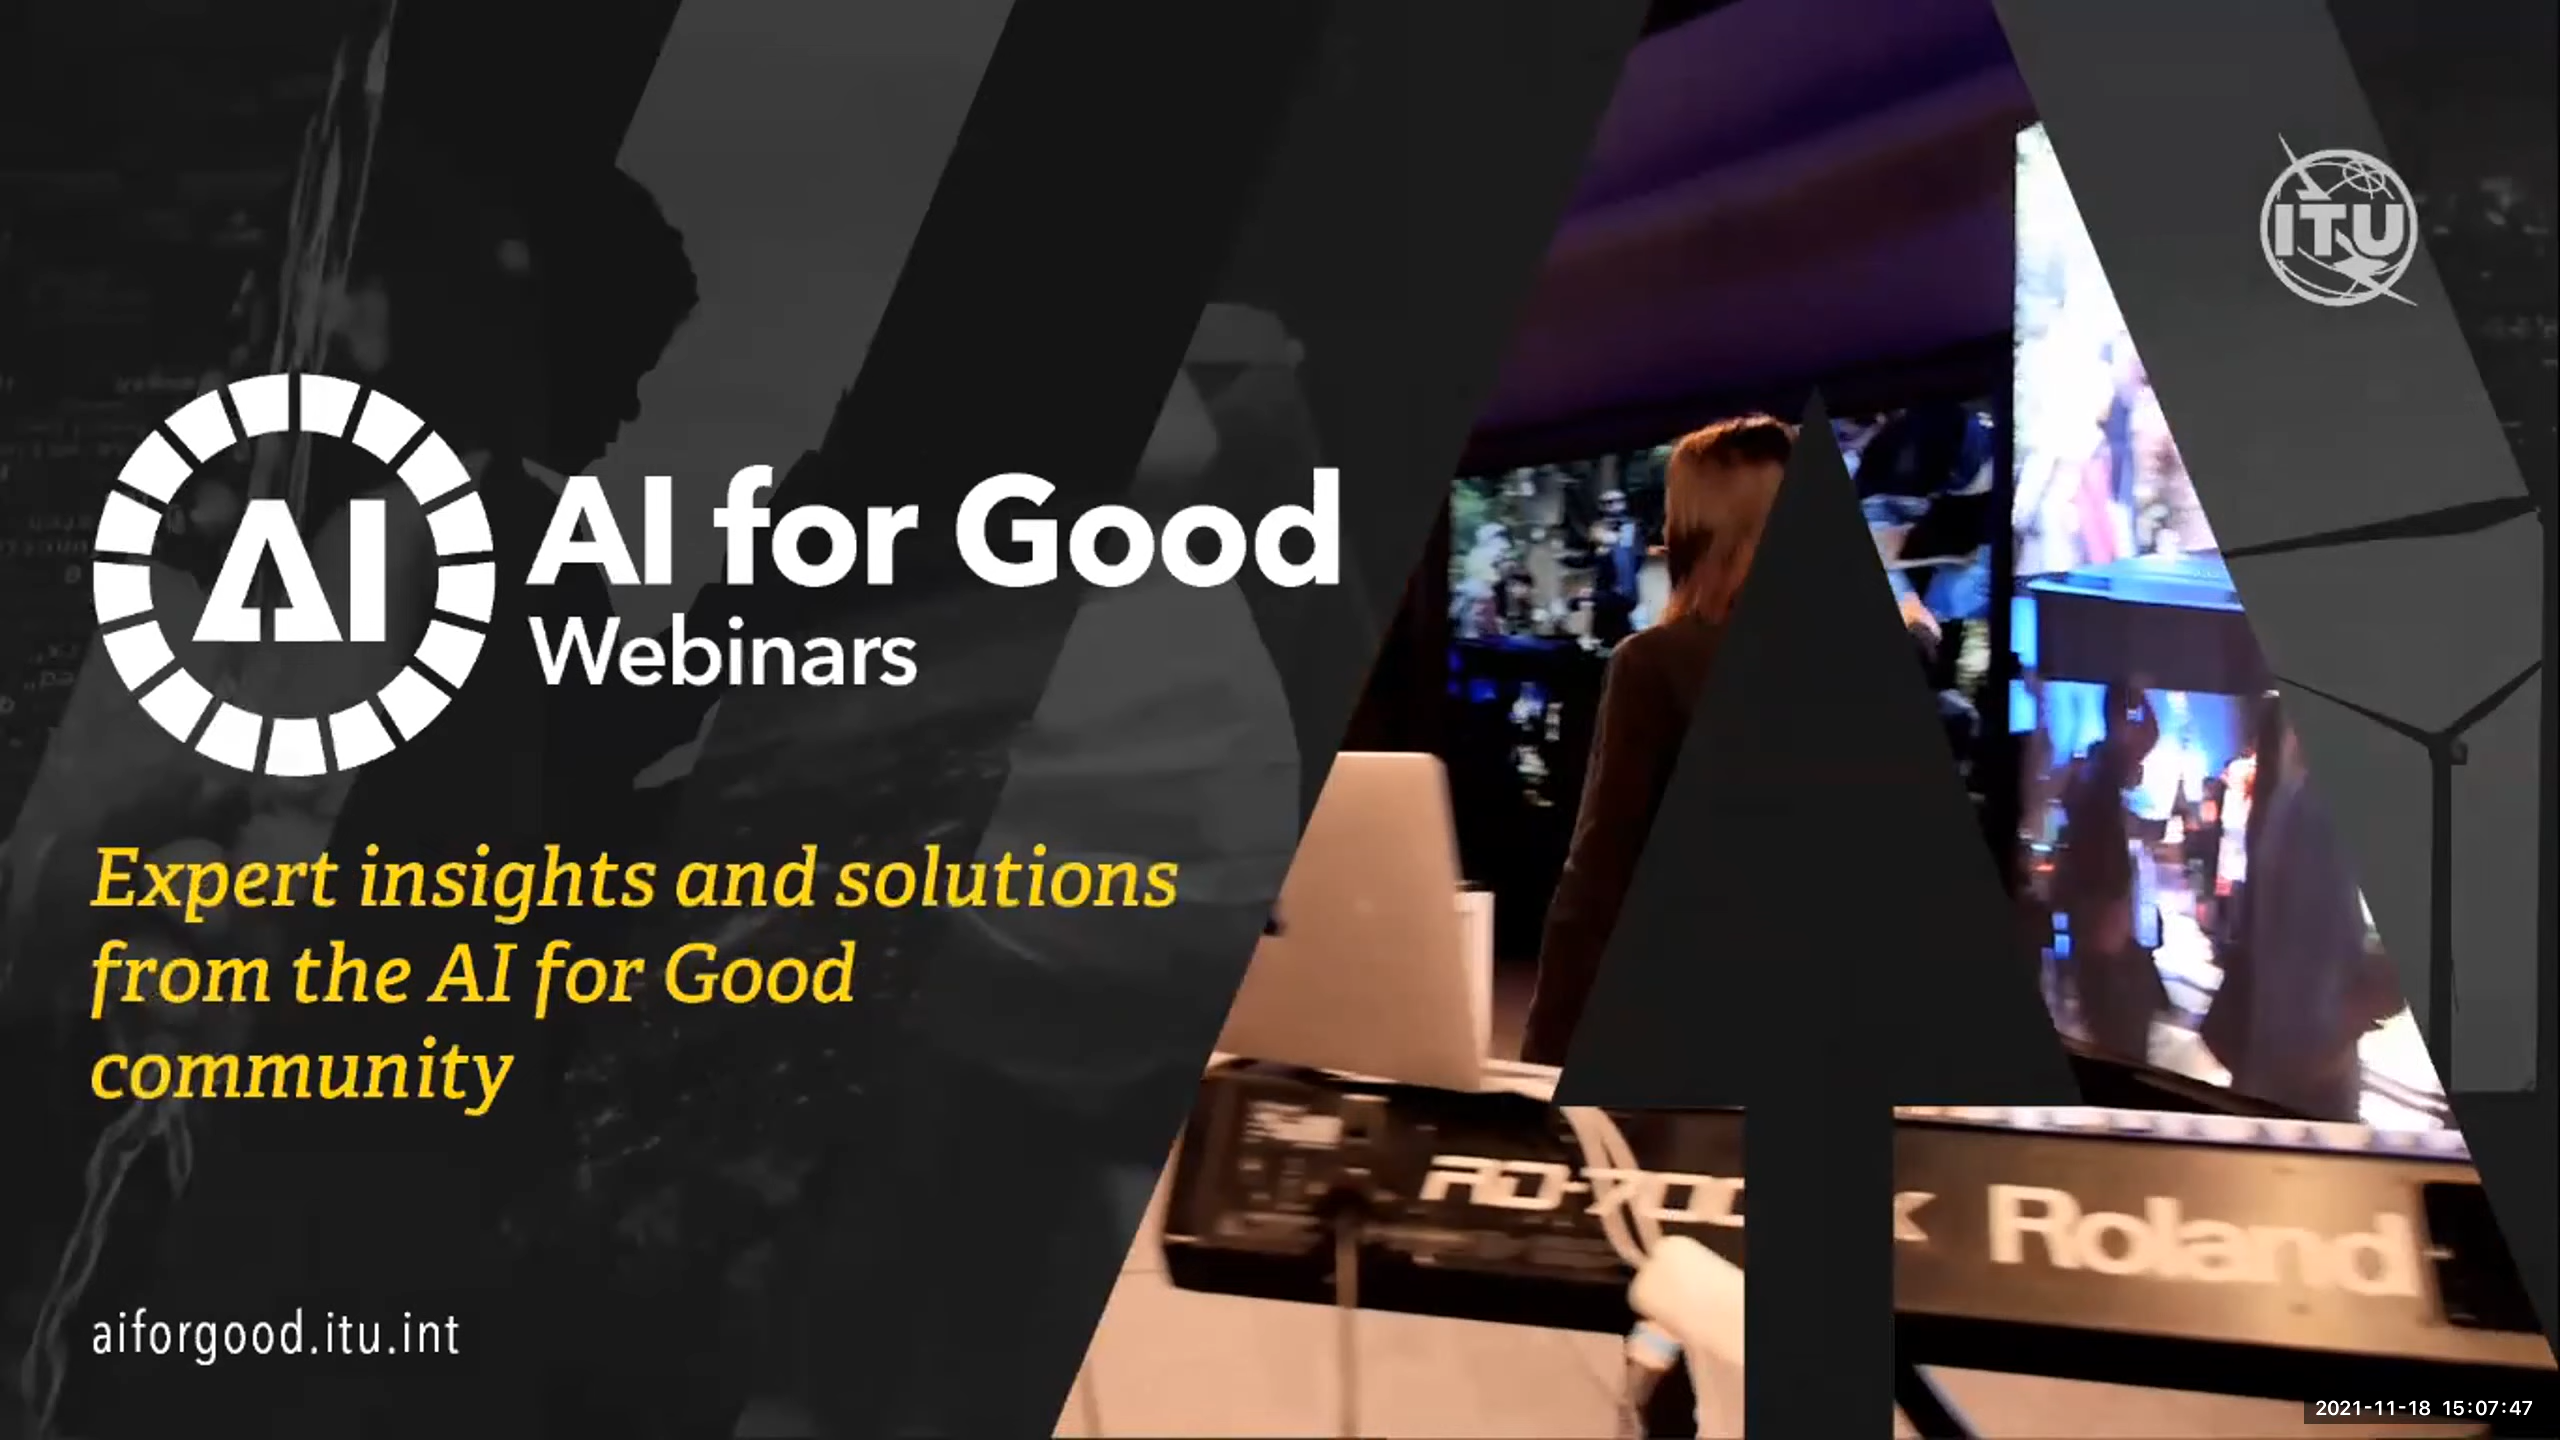 ITU
AI
AI for Good
Webinars
Expert insights and solutions
from the AI for Good
community
Roland
aiforgood.itu.int
2021-11-18 15:07:47